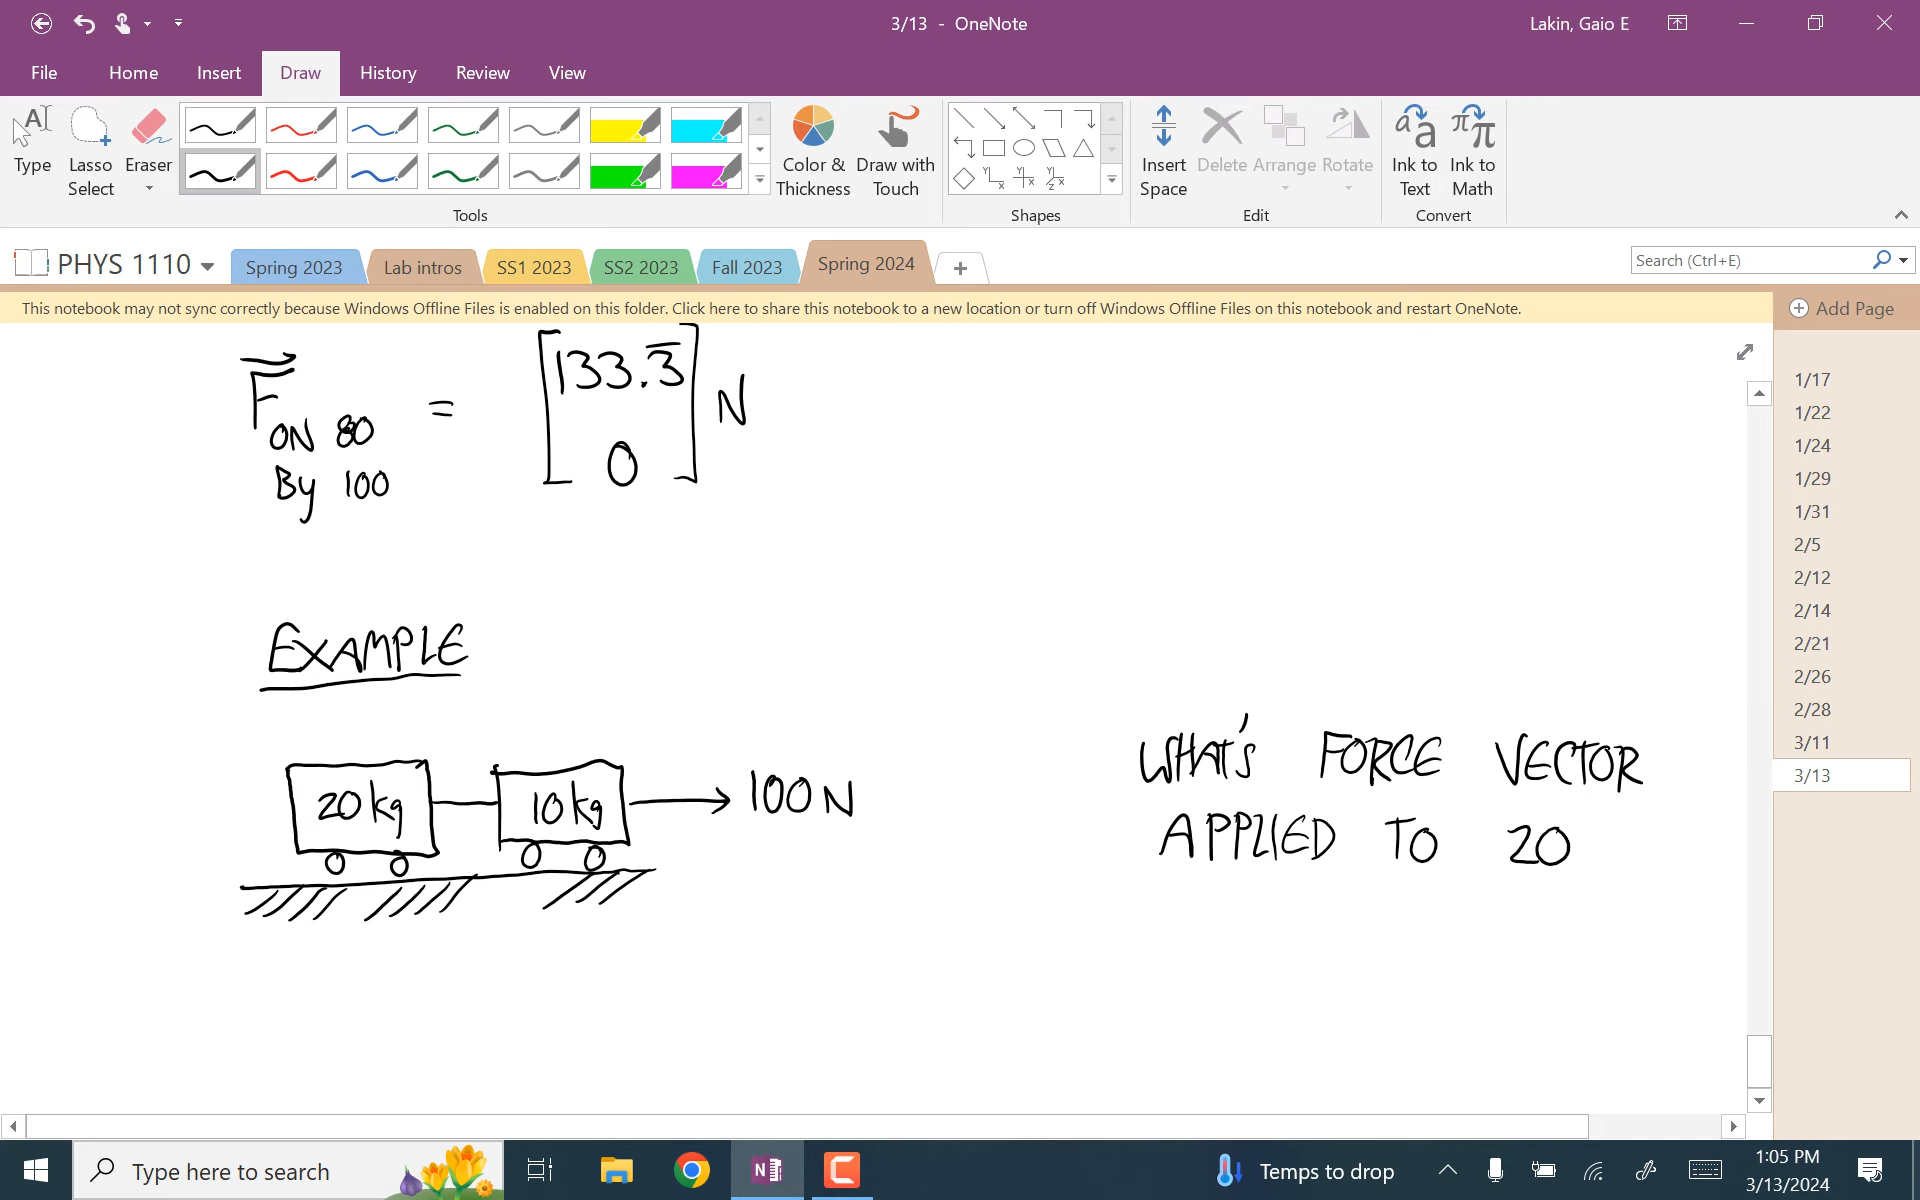 3/13 - OneNote
Lakin, Gaio E
File Home Insert Draw History Review View
Type
Lasso Select
Eraser
Color & Thickness
Draw with Touch
Insert Space
Delete
Arrange
Rotate
Ink to Text
Ink to Math
Tools
Shapes
Edit
Convert
PHYS 1110
Spring 2023 Lab intros SS1 2023 SS2 2023 Fall 2023 Spring 2024
Search (Ctrl+E)
This notebook may not sync correctly because Windows Offline Files is enabled on this folder. Click here to share this notebook to a new location or turn off Windows Offline Files on this notebook and restart OneNote.
Add Page
1/17
1/22
1/24
1/29
1/31
2/5
2/12
2/14
2/21
2/26
2/28
3/11
3/13
F ON 80 By 100 = [133.3̅ 0] N
EXAMPLE
20 kg
10 kg
100 N
WHAT'S FORCE VECTOR
APPLIED TO 20
Type here to search
Temps to drop
1:05 PM
3/13/2024